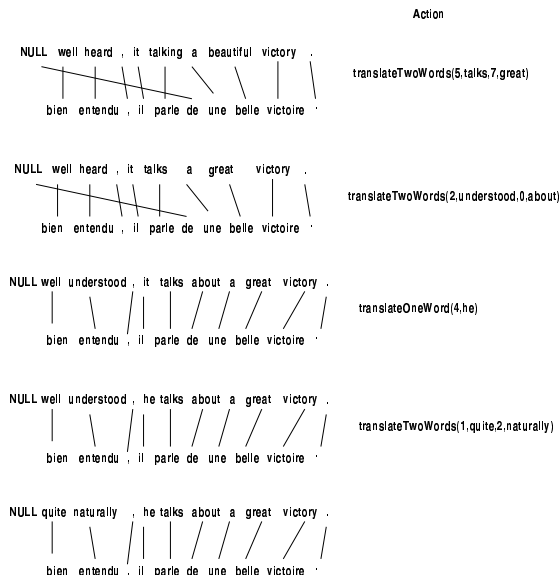 Action
NULL well heard , it talking a beautiful victory .
translateTwoWords(5,talks,7,great)
bien entendu , il parle de une belle victoire .
NULL well heard , it talks a great victory .
translateTwoWords(2,understood,0,about)
bien entendu , il parle de une belle victoire .
NULL well understood , it talks about a great victory .
translateOneWord(4,he)
bien entendu , il parle de une belle victoire .
NULL well understood , he talks about a great victory .
translateTwoWords(1,quite,2,naturally)
bien entendu , il parle de une belle victoire .
NULL quite naturally , he talks about a great victory .
bien entendu , il parle de une belle victoire .